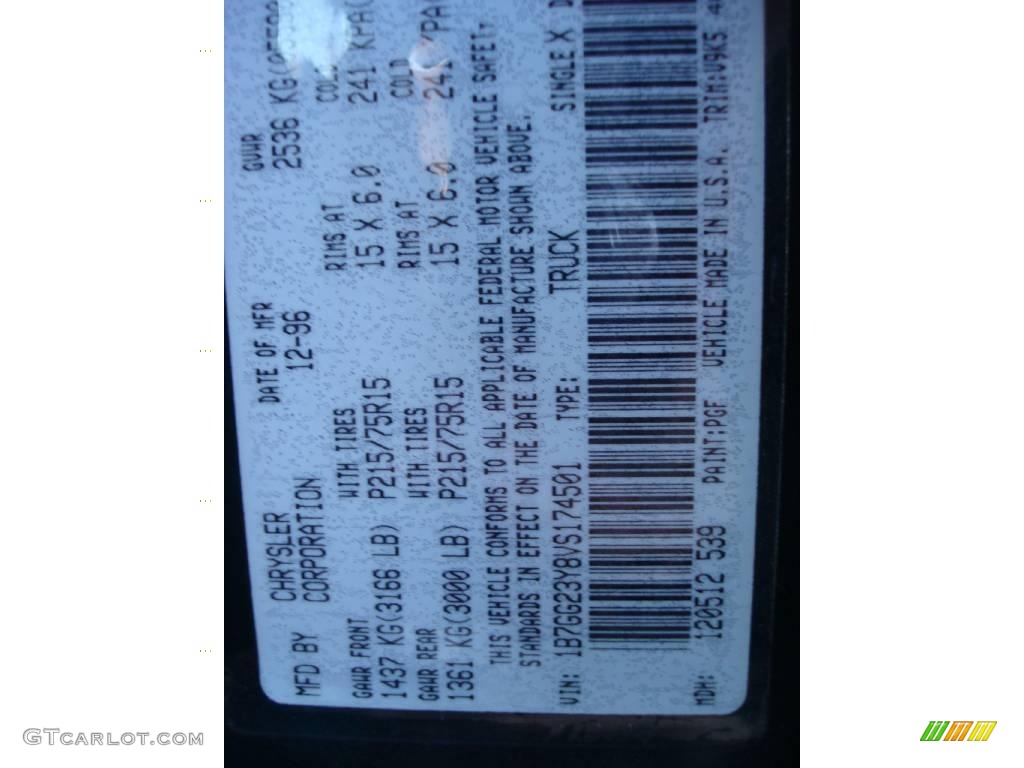 MFD BY CHRYSLER CORPORATION DATE OF MFR 12-96 GVWR 2536 KG
GAWR FRONT WITH TIRES RIMS AT COLD
1437 KG(3166 LB) P215/75R15 15 X 6.0 241 KPA
GAWR REAR WITH TIRES RIMS AT COLD
1361 KG(3000 LB) P215/75R15 15 X 6.0 241
THIS VEHICLE CONFORMS TO ALL APPLICABLE FEDERAL MOTOR VEHICLE SAFETY
STANDARDS IN EFFECT ON THE DATE OF MANUFACTURE SHOWN ABOVE.
VIN: 1B7GG23Y8VS174501 TYPE: TRUCK SINGLE X
MDH: 120512 539 PAINT:PGF VEHICLE MADE IN U.S.A. TRIM:V9K5
GTCARLOT.COM